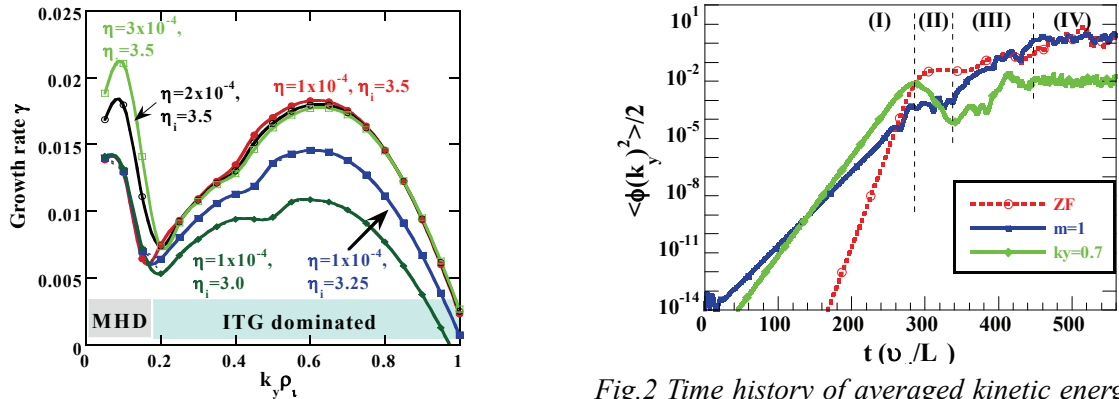 η=3x10⁻⁴,
η_i=3.5
η=2x10⁻⁴,
η_i=3.5
η=1x10⁻⁴, η_i=3.5
η=1x10⁻⁴,
η_i=3.0
η=1x10⁻⁴,
η_i=3.25
MHD
ITG dominated
Growth rate γ
0.025
0.02
0.015
0.01
0.005
0
0
0.2
0.4
0.6
0.8
1
k_yρ_ι
(I)
(II)
(III)
(IV)
<ϕ(k_y)²>/2
10¹
10⁻²
10⁻⁵
10⁻⁸
10⁻¹¹
10⁻¹⁴
ZF
m=1
ky=0.7
0
100
200
300
400
500
t (υ /L )
Fig.2 Time history of averaged kinetic energ